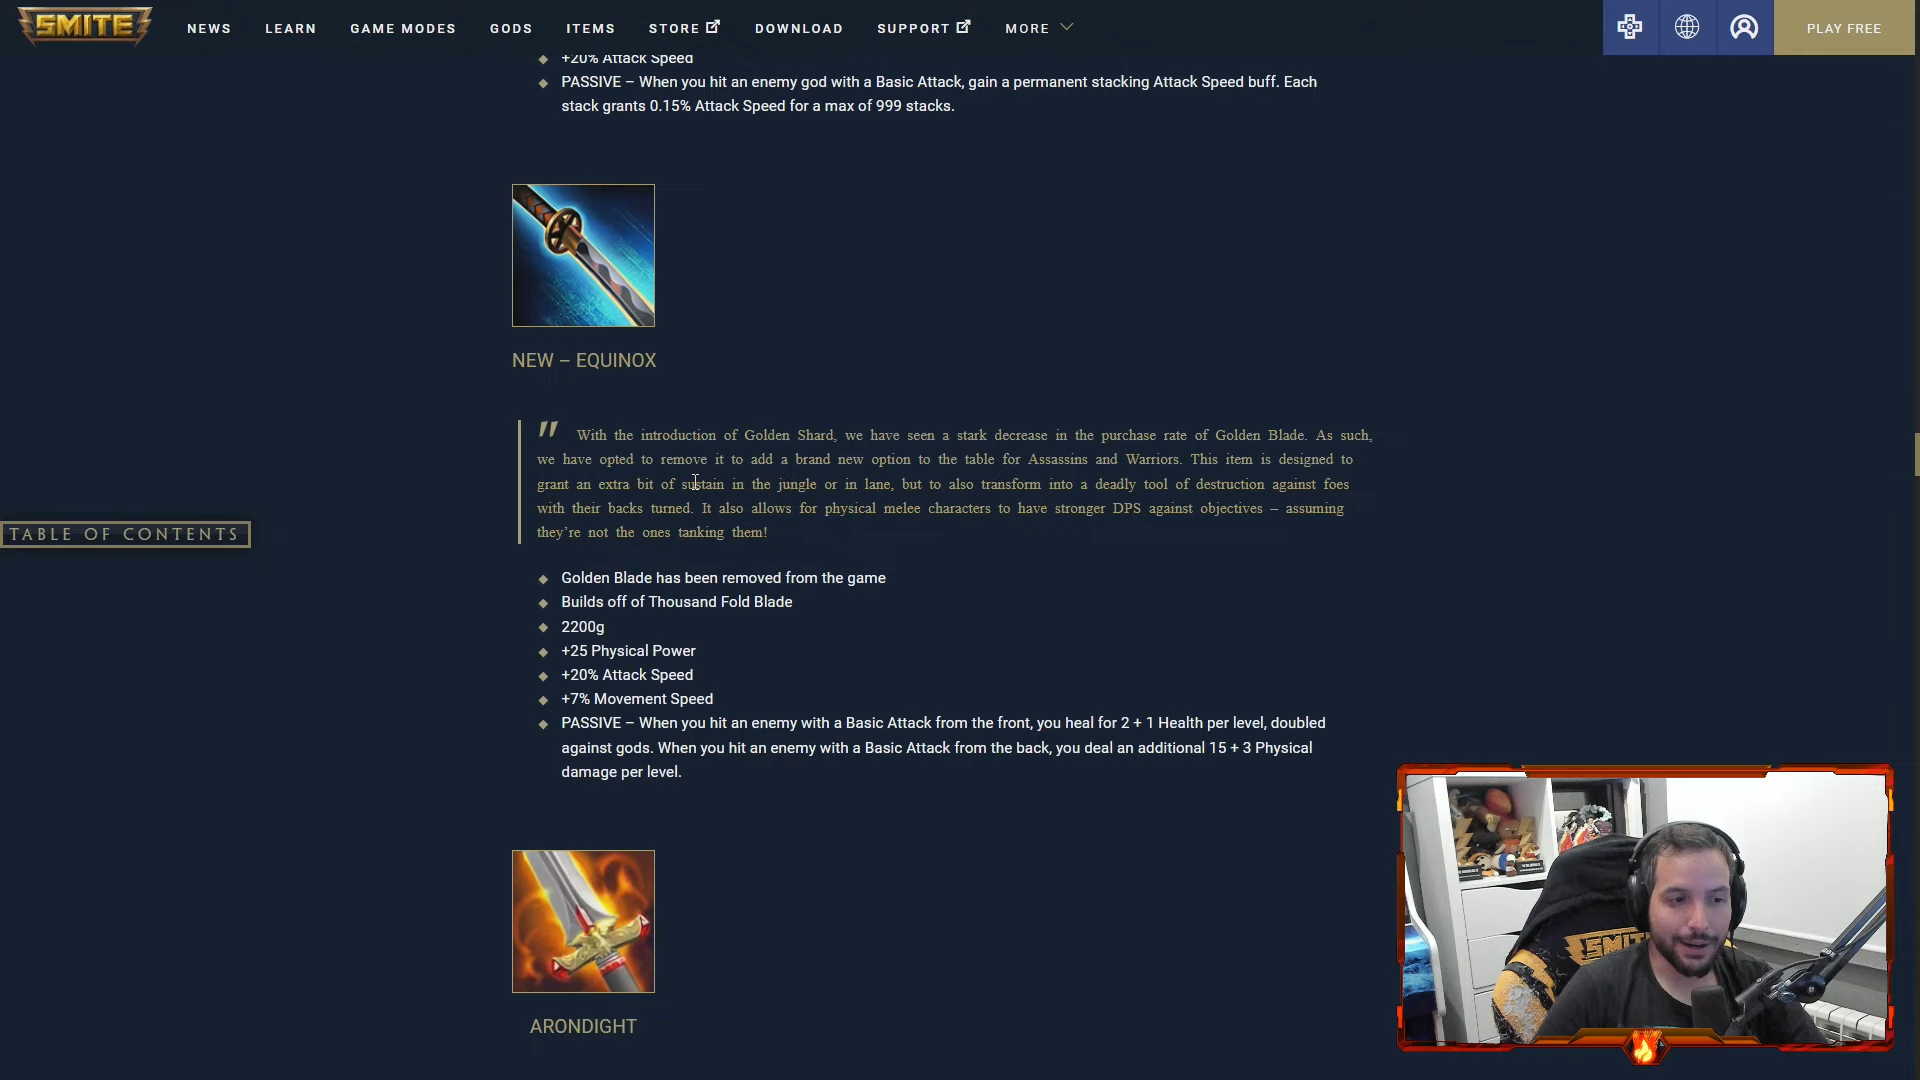 SMITE
NEWS LEARN GAME MODES GODS ITEMS STORE DOWNLOAD SUPPORT MORE PLAY FREE
+20% Attack Speed
PASSIVE – When you hit an enemy god with a Basic Attack, gain a permanent stacking Attack Speed buff. Each
stack grants 0.15% Attack Speed for a max of 999 stacks.
NEW – EQUINOX
" With the introduction of Golden Shard, we have seen a stark decrease in the purchase rate of Golden Blade. As such,
we have opted to remove it to add a brand new option to the table for Assassins and Warriors. This item is designed to
grant an extra bit of sustain in the jungle or in lane, but to also transform into a deadly tool of destruction against foes
with their backs turned. It also allows for physical melee characters to have stronger DPS against objectives – assuming
they're not the ones tanking them!
TABLE OF CONTENTS
Golden Blade has been removed from the game
Builds off of Thousand Fold Blade
2200g
+25 Physical Power
+20% Attack Speed
+7% Movement Speed
PASSIVE – When you hit an enemy with a Basic Attack from the front, you heal for 2 + 1 Health per level, doubled
against gods. When you hit an enemy with a Basic Attack from the back, you deal an additional 15 + 3 Physical
damage per level.
ARONDIGHT
SMIT